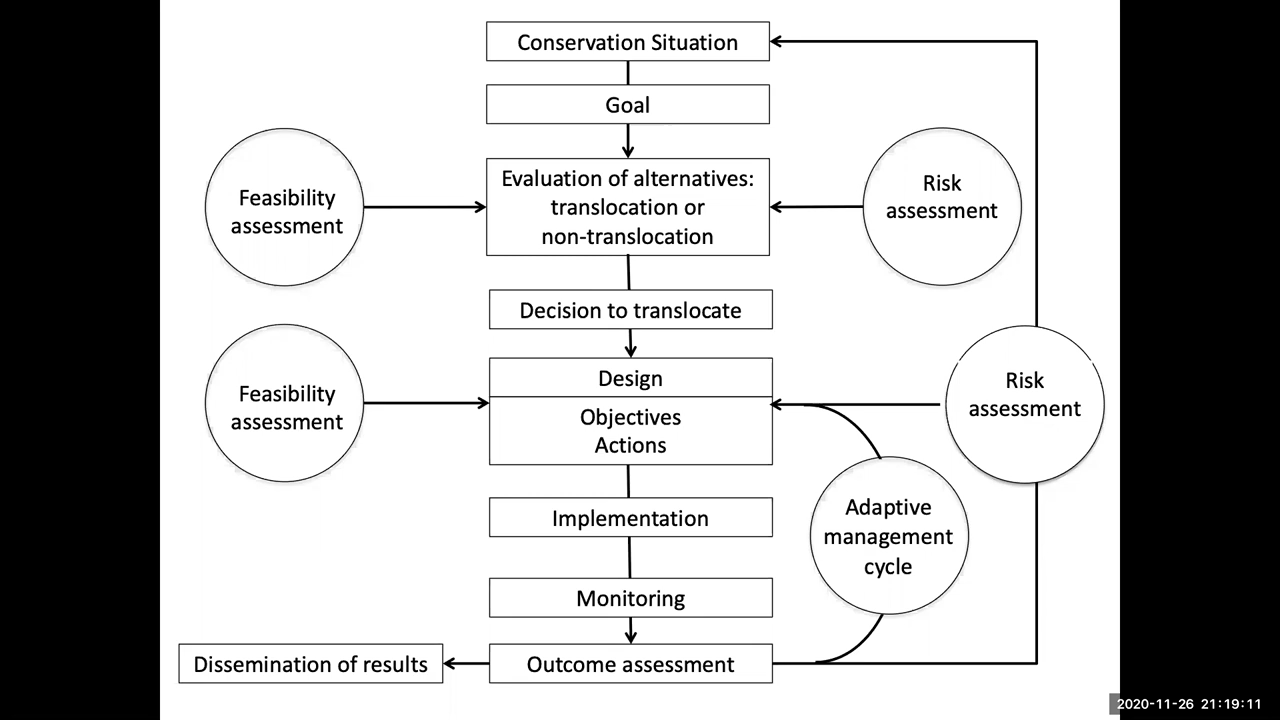 Conservation Situation
Goal
Feasibility
assessment
Evaluation of alternatives:
translocation or
non-translocation
Risk
assessment
Decision to translocate
Feasibility
assessment
Design
Objectives
Actions
Risk
assessment
Implementation
Adaptive
management
cycle
Monitoring
Dissemination of results
Outcome assessment
2020-11-26 21:19:11